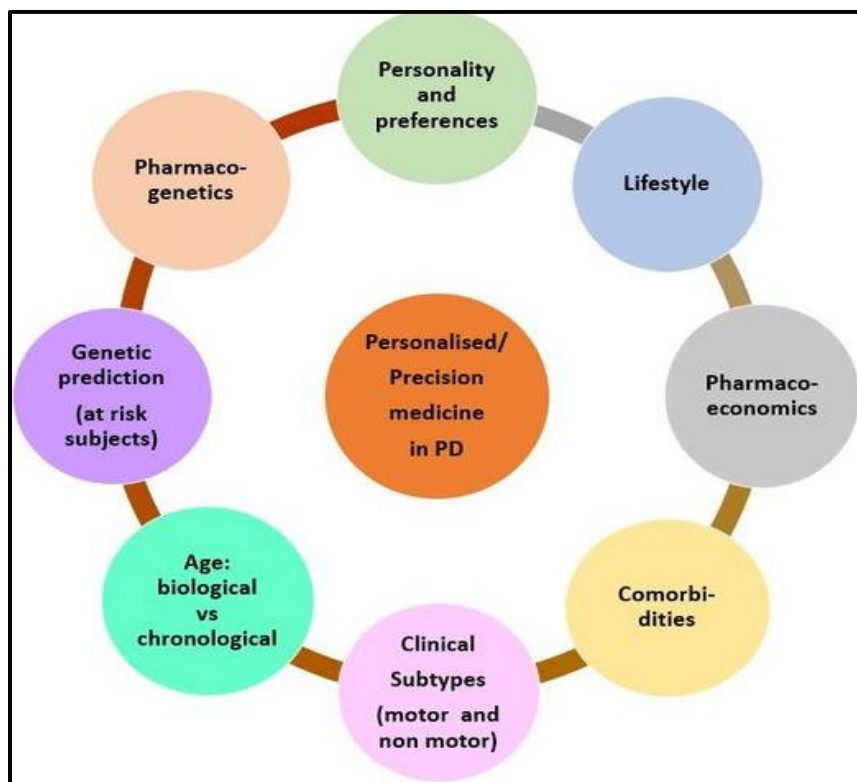 Personality
and
preferences
Lifestyle
Pharmaco-
economics
Comorbi-
dities
Clinical
Subtypes
(motor and
non motor)
Age:
biological
vs
chronological
Genetic
prediction
(at risk
subjects)
Pharmaco-
genetics
Personalised/
Precision
medicine
in PD